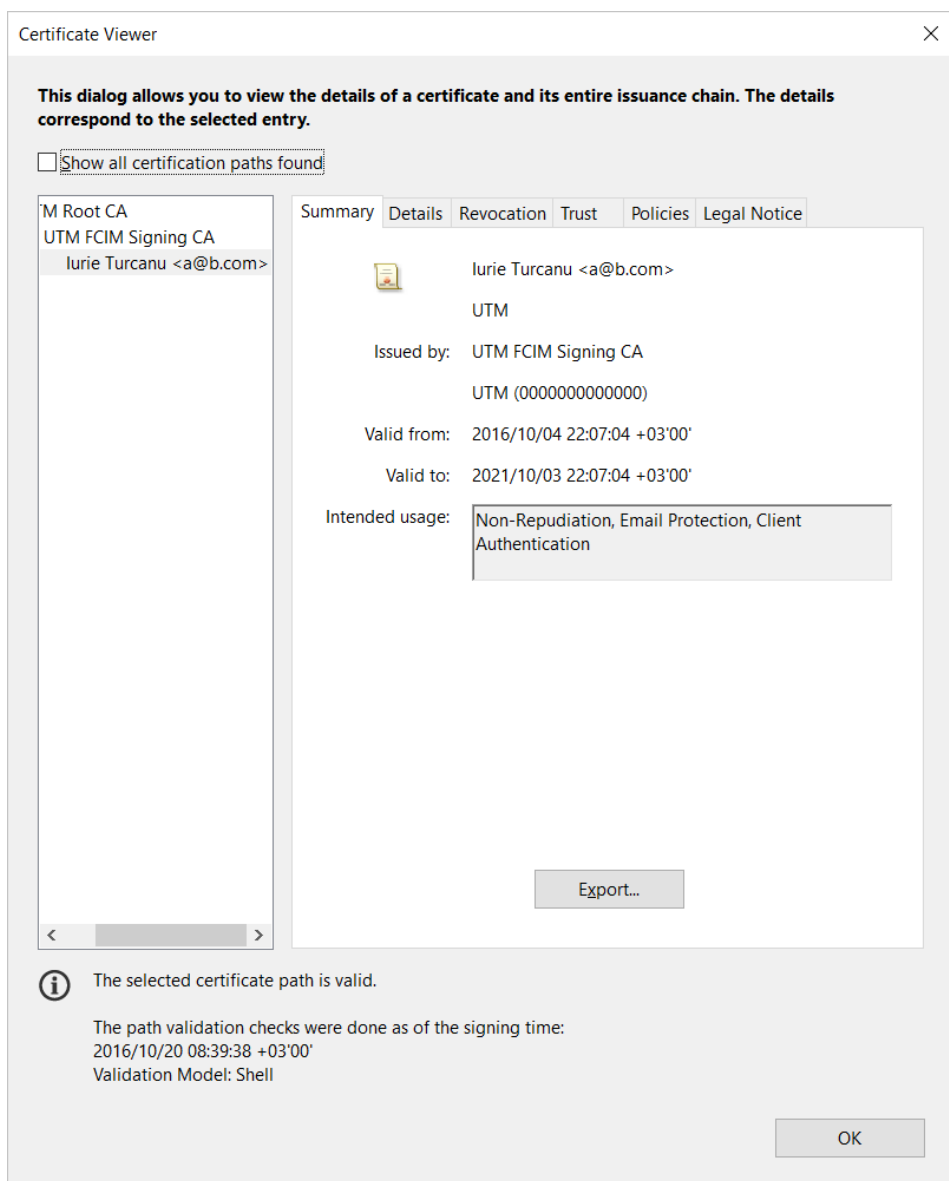 Certificate Viewer
This dialog allows you to view the details of a certificate and its entire issuance chain. The details
correspond to the selected entry.
Show all certification paths found
M Root CA
UTM FCIM Signing CA
Iurie Turcanu <a@b.com>
Summary Details Revocation Trust Policies Legal Notice
Iurie Turcanu <a@b.com>
UTM
Issued by: UTM FCIM Signing CA
UTM (0000000000000)
Valid from: 2016/10/04 22:07:04 +03'00'
Valid to: 2021/10/03 22:07:04 +03'00'
Intended usage: Non-Repudiation, Email Protection, Client
Authentication
Export...
The selected certificate path is valid.
The path validation checks were done as of the signing time:
2016/10/20 08:39:38 +03'00'
Validation Model: Shell
OK